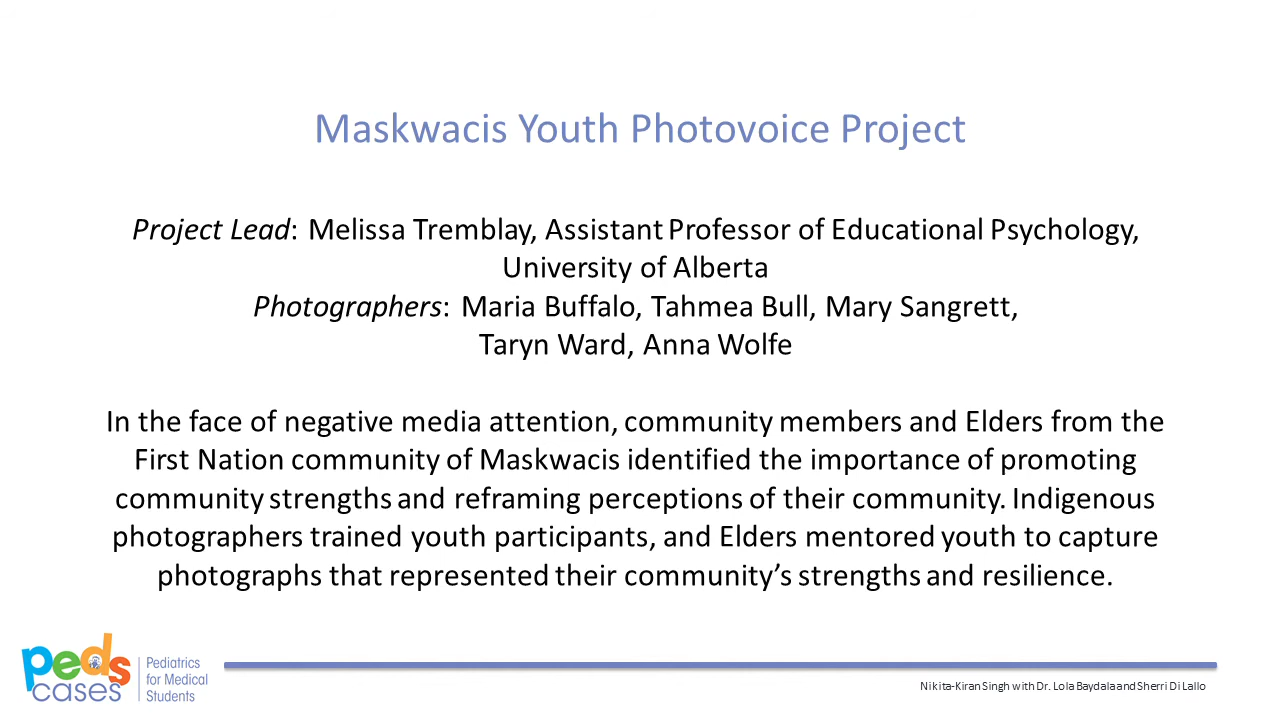 Maskwacis Youth Photovoice Project
Project Lead: Melissa Tremblay, Assistant Professor of Educational Psychology,
University of Alberta
Photographers: Maria Buffalo, Tahmea Bull, Mary Sangrett,
Taryn Ward, Anna Wolfe
In the face of negative media attention, community members and Elders from the
First Nation community of Maskwacis identified the importance of promoting
community strengths and reframing perceptions of their community. Indigenous
photographers trained youth participants, and Elders mentored youth to capture
photographs that represented their community’s strengths and resilience.
peds
cases
Pediatrics
for Medical
Students
Nikita-Kiran Singh with Dr. Lola Baydala and Sherri Di Lallo